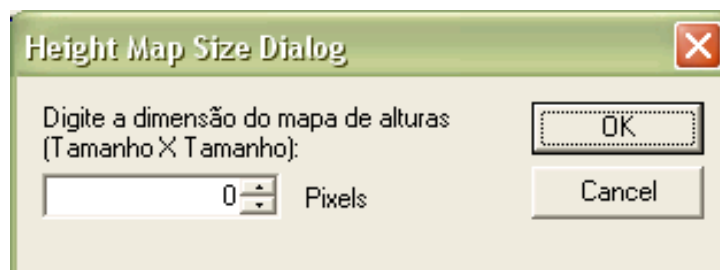 Height Map Size Dialog
Digite a dimensão do mapa de alturas
(Tamanho X Tamanho):
OK
0
Pixels
Cancel